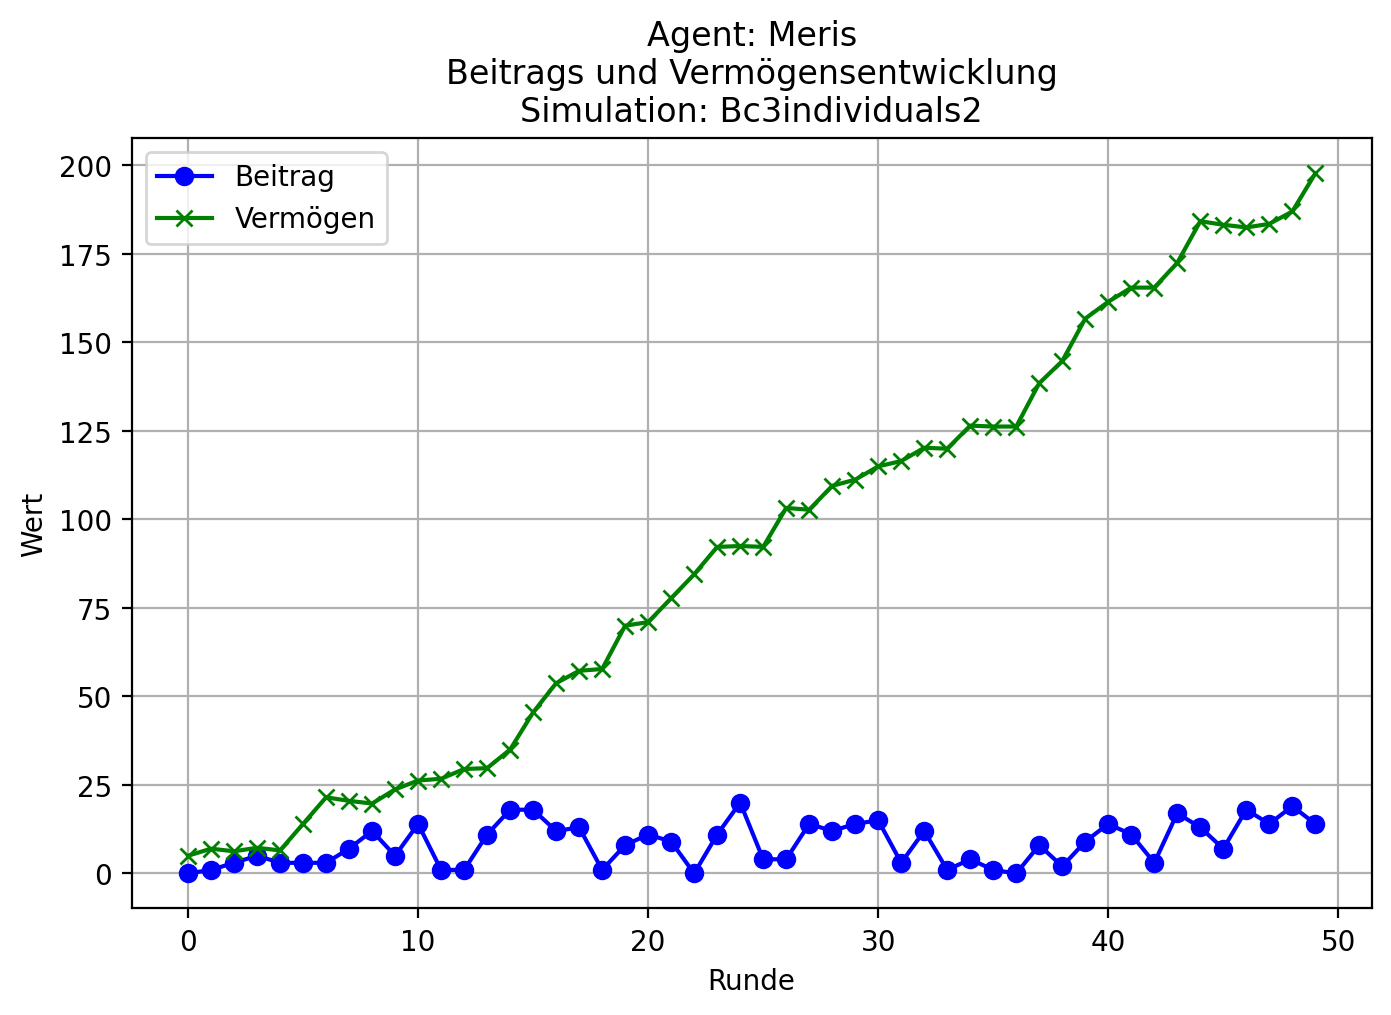 Agent: Meris
Beitrags und Vermögensentwicklung
Simulation: Bc3individuals2
Beitrag
Vermögen
200
175
150
125
100
75
50
25
0
Wert
0 10 20 30 40 50
Runde